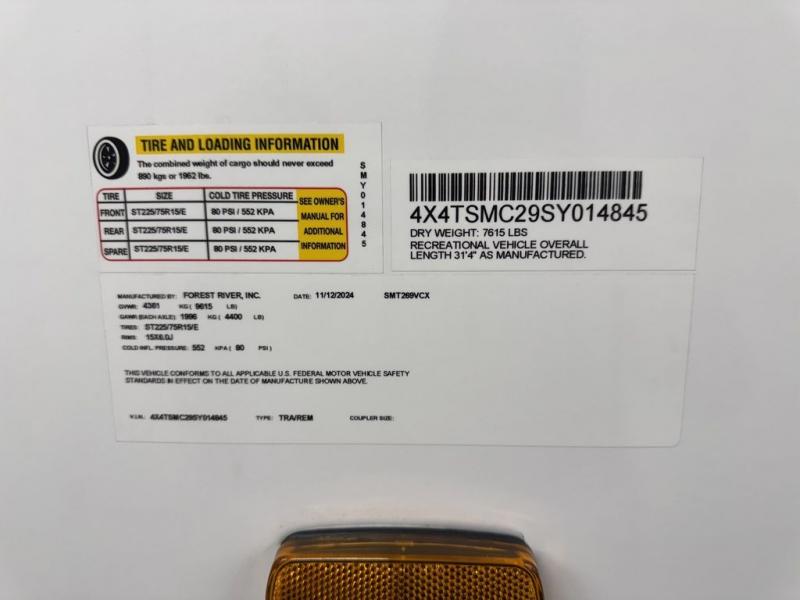 TIRE AND LOADING INFORMATION
The combined weight of cargo should never exceed
890 kgs or 1962 lbs.
TIRE SIZE COLD TIRE PRESSURE SEE OWNER'S MANUAL FOR ADDITIONAL INFORMATION
FRONT ST225/75R15/E 80 PSI / 552 KPA
REAR ST225/75R15/E 80 PSI / 552 KPA
SPARE ST225/75R15/E 80 PSI / 552 KPA
SMY014845
4X4TSMC29SY014845
DRY WEIGHT: 7615 LBS
RECREATIONAL VEHICLE OVERALL
LENGTH 31'4" AS MANUFACTURED.
MANUFACTURED BY: FOREST RIVER, INC. DATE: 11/12/2024 SMT269VCX
GVWR: 4361 KG ( 9615 LB)
GAWR (EACH AXLE): 1996 KG ( 4400 LB)
TIRES: ST225/75R15/E
RIMS: 15X6.0J
COLD INFL. PRESSURE: 552 KPA ( 80 PSI)
THIS VEHICLE CONFORMS TO ALL APPLICABLE U.S. FEDERAL MOTOR VEHICLE SAFETY
STANDARDS IN EFFECT ON THE DATE OF MANUFACTURE SHOWN ABOVE.
V.I.N.: 4X4TSMC29SY014845 TYPE: TRA/REM COUPLER SIZE: